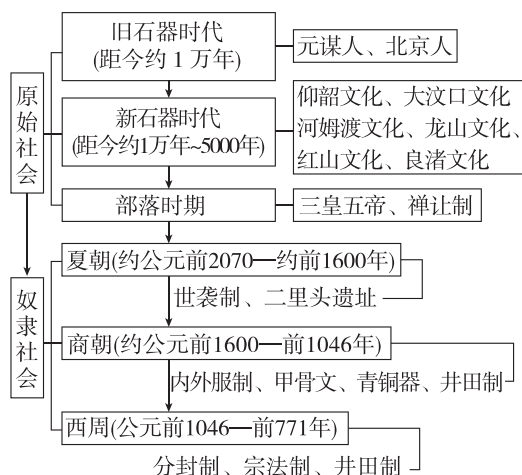 旧石器时代
(距今约 1 万年)
元谋人、北京人
原始社会
新石器时代
(距今约1万年~5000年)
仰韶文化、大汶口文化
河姆渡文化、龙山文化、
红山文化、良渚文化
部落时期
三皇五帝、禅让制
夏朝(约公元前2070—约前1600年)
世袭制、二里头遗址
奴隶社会
商朝(约公元前1600—前1046年)
内外服制、甲骨文、青铜器、井田制
西周(公元前1046—前771年)
分封制、宗法制、井田制